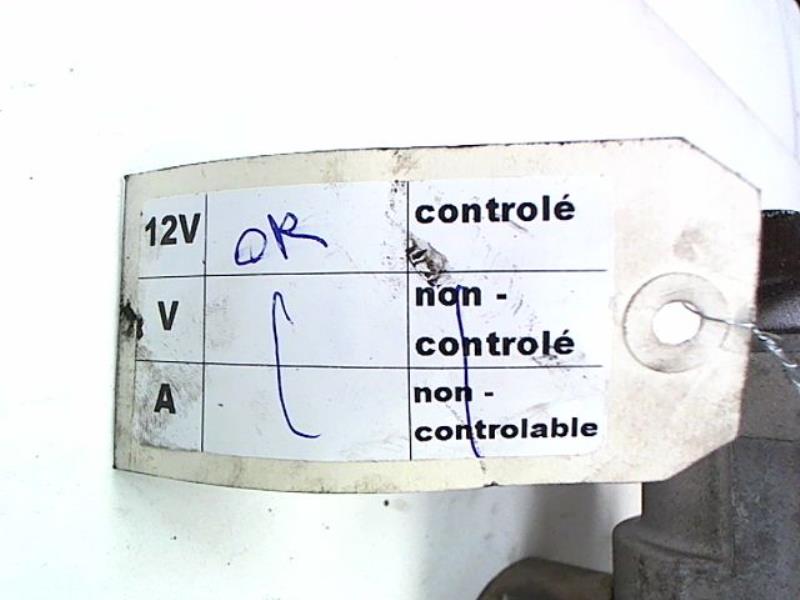 12V OK controlé
V non -
controlé
A non -
controlable